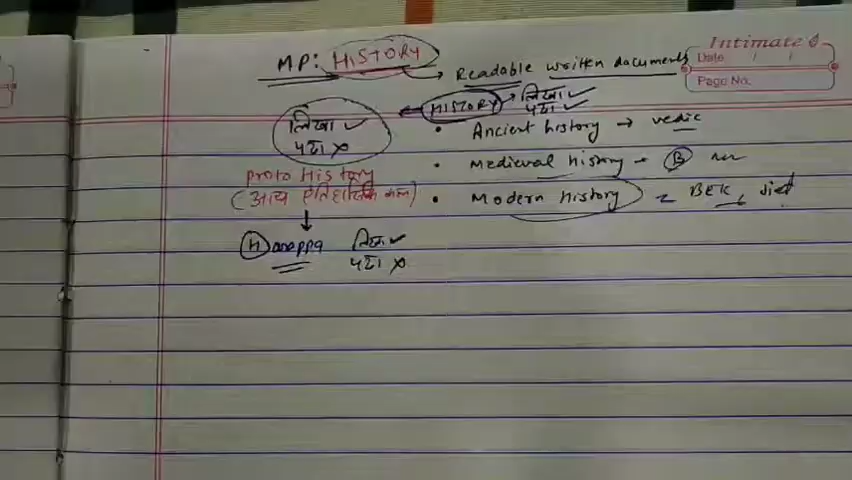 MP: HISTORY
Readable written documents
Intimate
Date / /
Page No.
HISTORY लिखा ✓
पढ़ा ✓
लिखा ✓
पढ़ा ×
• Ancient history → vedic
• Medieval history -
• Modern history
proto History
(आद्य ऐतिहासिक काल)
Harappa लिखा ✓
पढ़ा ×